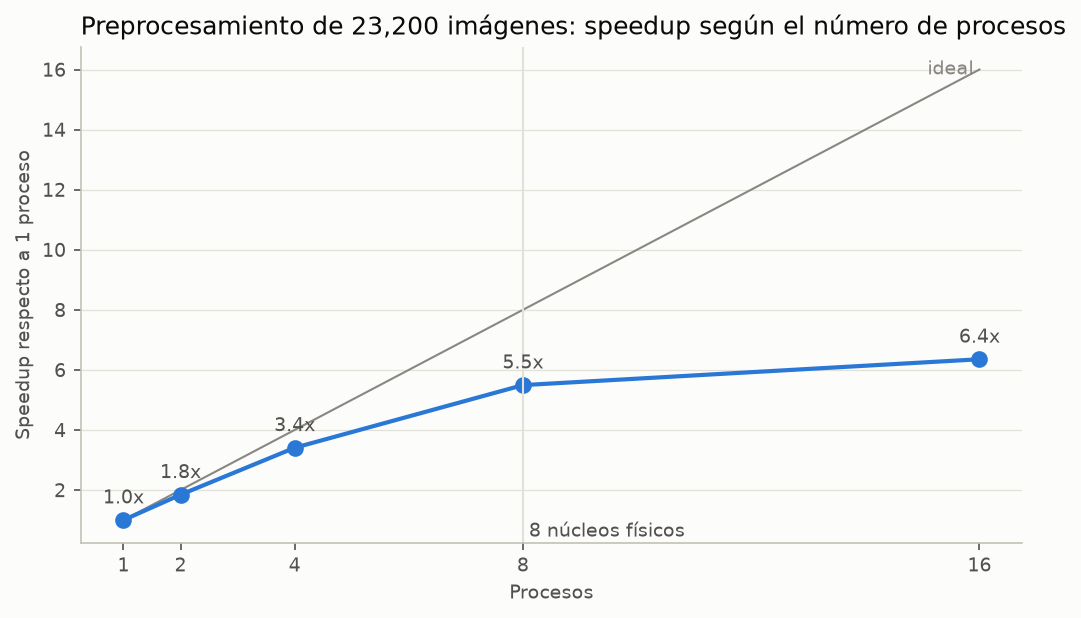 Preprocesamiento de 23,200 imágenes: speedup según el número de procesos
Speedup respecto a 1 proceso
16
14
12
10
8
6
4
2
ideal
1.0x
1.8x
3.4x
5.5x
6.4x
8 núcleos físicos
1
2
4
8
16
Procesos